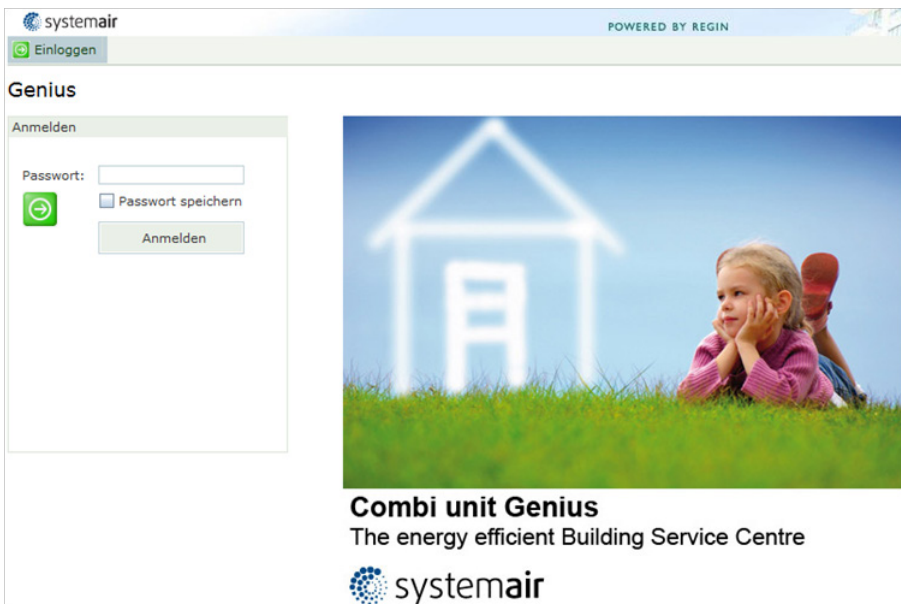 systemair
POWERED BY REGIN
Einloggen
Genius
Anmelden
Passwort:
Passwort speichern
Anmelden
Combi unit Genius
The energy efficient Building Service Centre
systemair